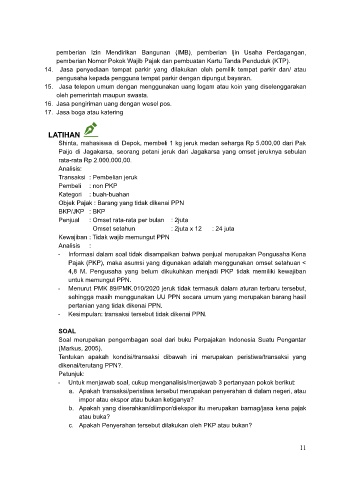 pemberian Izin Mendirikan Bangunan (IMB), pemberian Ijin Usaha Perdagangan,
pemberian Nomor Pokok Wajib Pajak dan pembuatan Kartu Tanda Penduduk (KTP).
14. Jasa penyediaan tempat parkir yang dilakukan oleh pemilik tempat parkir dan/ atau
pengusaha kepada pengguna tempat parkir dengan dipungut bayaran.
15. Jasa telepon umum dengan menggunakan uang logam atau koin yang diselenggarakan
oleh pemerintah maupun swasta.
16. Jasa pengiriman uang dengan wesel pos.
17. Jasa boga atau katering
LATIHAN
Shinta, mahasiswa di Depok, membeli 1 kg jeruk medan seharga Rp 5.000,00 dari Pak
Paijo di Jagakarsa, seorang petani jeruk dari Jagakarsa yang omset jeruknya sebulan
rata-rata Rp 2.000.000,00.
Analisis:
Transaksi : Pembelian jeruk
Pembeli : non PKP
Kategori : buah-buahan
Objek Pajak : Barang yang tidak dikenai PPN
BKP/JKP : BKP
Penjual : Omset rata-rata per bulan : 2juta
Omset setahun : 2juta x 12 : 24 juta
Kewajiban : Tidak wajib memungut PPN
Analisis :
- Informasi dalam soal tidak disampaikan bahwa penjual merupakan Pengusaha Kena
Pajak (PKP), maka asumsi yang digunakan adalah menggunakan omset setahuan <
4,8 M. Pengusaha yang belum dikukuhkan menjadi PKP tidak memiliki kewajiban
untuk memungut PPN.
- Menurut PMK 89/PMK.010/2020 jeruk tidak termasuk dalam aturan terbaru tersebut,
sehingga masih menggunakan UU PPN secara umum yang merupakan barang hasil
pertanian yang tidak dikenai PPN.
- Kesimpulan: transaksi tersebut tidak dikenai PPN.
SOAL
Soal merupakan pengembangan soal dari buku Perpajakan Indonesia Suatu Pengantar
(Markus, 2005).
Tentukan apakah kondisi/transaksi dibawah ini merupakan peristiwa/transaksi yang
dikenai/terutang PPN?.
Petunjuk:
- Untuk menjawab soal, cukup menganalisis/menjawab 3 pertanyaan pokok berikut:
a. Apakah transaksi/peristiwa tersebut merupakan penyerahan di dalam negeri, atau
impor atau ekspor atau bukan ketiganya?
b. Apakah yang diserahkan/diimpor/diekspor itu merupakan barnag/jasa kena pajak
atau buka?
c. Apakah Penyerahan tersebut dilakukan oleh PKP atau bukan?
11